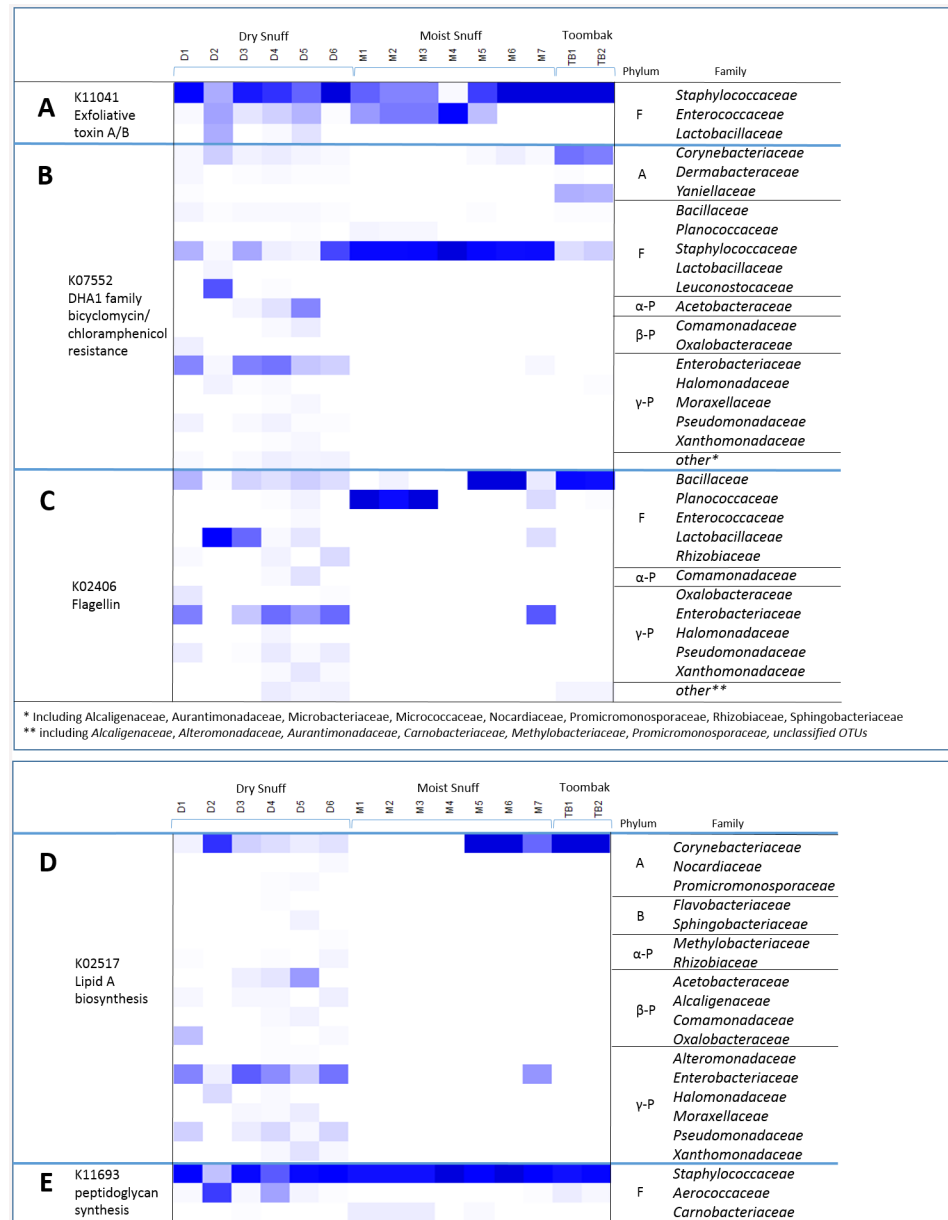 Dry Snuff Moist Snuff Toombak
D1 D2 D3 D4 D5 D6 M1 M2 M3 M4 M5 M6 M7 TB1 TB2
Phylum Family
A
K11041
Exfoliative
toxin A/B
F
Staphylococcaceae
Enterococcaceae
Lactobacillaceae
B
K07552
DHA1 family
bicyclomycin/
chloramphenicol
resistance
A
Corynebacteriaceae
Dermabacteraceae
Yaniellaceae
F
Bacillaceae
Planococcaceae
Staphylococcaceae
Lactobacillaceae
Leuconostocaceae
α-P
Acetobacteraceae
β-P
Comamonadaceae
Oxalobacteraceae
γ-P
Enterobacteriaceae
Halomonadaceae
Moraxellaceae
Pseudomonadaceae
Xanthomonadaceae
other*
C
K02406
Flagellin
F
Bacillaceae
Planococcaceae
Enterococcaceae
Lactobacillaceae
Rhizobiaceae
α-P
Comamonadaceae
γ-P
Oxalobacteraceae
Enterobacteriaceae
Halomonadaceae
Pseudomonadaceae
Xanthomonadaceae
other**
* Including Alcaligenaceae, Aurantimonadaceae, Microbacteriaceae, Micrococcaceae, Nocardiaceae, Promicromonosporaceae, Rhizobiaceae, Sphingobacteriaceae
** including Alcaligenaceae, Alteromonadaceae, Aurantimonadaceae, Carnobacteriaceae, Methylobacteriaceae, Promicromonosporaceae, unclassified OTUs
Dry Snuff Moist Snuff Toombak
D1 D2 D3 D4 D5 D6 M1 M2 M3 M4 M5 M6 M7 TB1 TB2
Phylum Family
D
K02517
Lipid A
biosynthesis
A
Corynebacteriaceae
Nocardiaceae
Promicromonosporaceae
B
Flavobacteriaceae
Sphingobacteriaceae
α-P
Methylobacteriaceae
Rhizobiaceae
β-P
Acetobacteraceae
Alcaligenaceae
Comamonadaceae
Oxalobacteraceae
γ-P
Alteromonadaceae
Enterobacteriaceae
Halomonadaceae
Moraxellaceae
Pseudomonadaceae
Xanthomonadaceae
E
K11693
peptidoglycan
synthesis
F
Staphylococcaceae
Aerococcaceae
Carnobacteriaceae